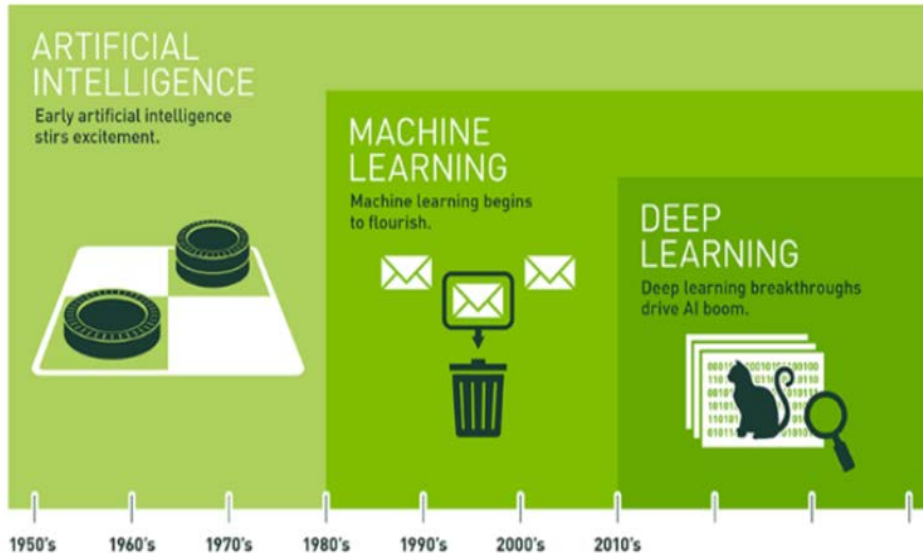 ARTIFICIAL
INTELLIGENCE
Early artificial intelligence
stirs excitement.
MACHINE
LEARNING
Machine learning begins
to flourish.
DEEP
LEARNING
Deep learning breakthroughs
drive AI boom.
1950's 1960's 1970's 1980's 1990's 2000's 2010's